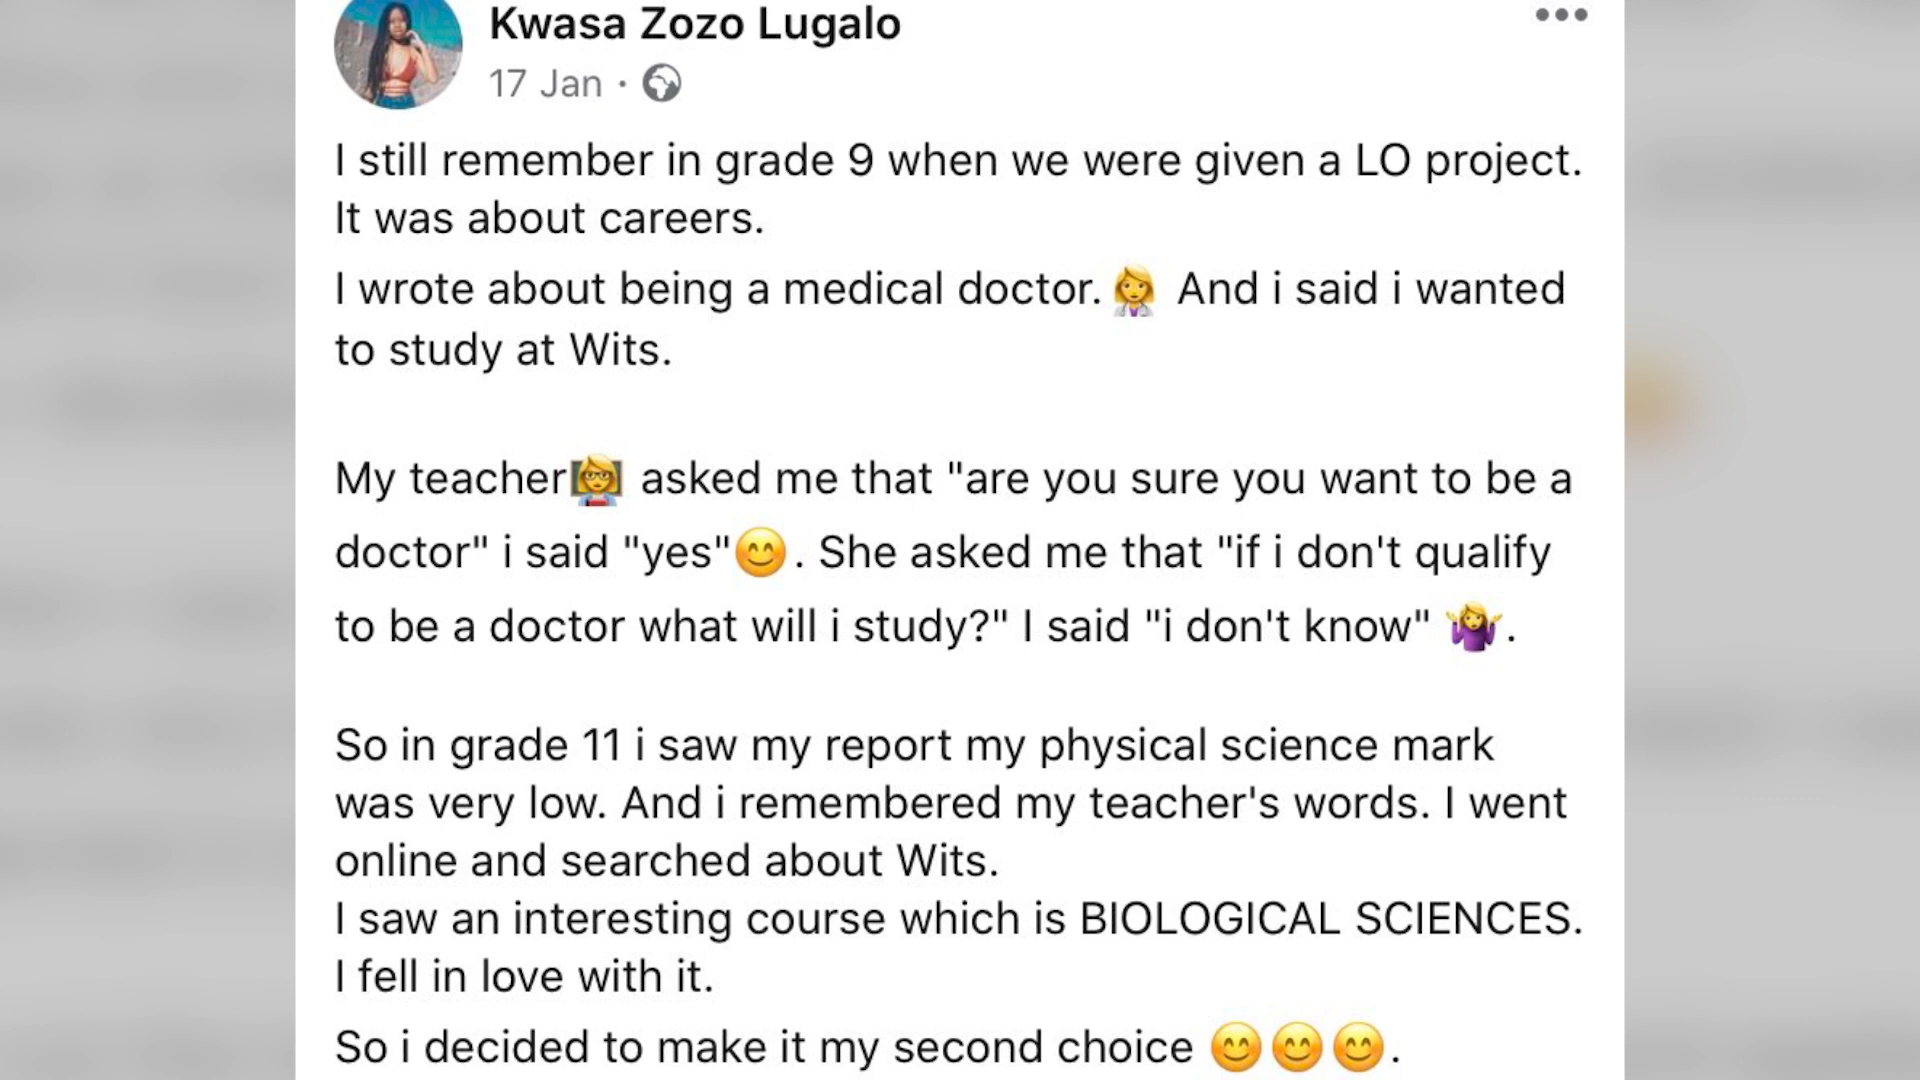 Kwasa Zozo Lugalo
17 Jan ·
I still remember in grade 9 when we were given a LO project.
It was about careers.
I wrote about being a medical doctor.👩‍⚕️ And i said i wanted
to study at Wits.
My teacher👩‍🏫 asked me that "are you sure you want to be a
doctor" i said "yes"😊. She asked me that "if i don't qualify
to be a doctor what will i study?" I said "i don't know" 🤷‍♀️.
So in grade 11 i saw my report my physical science mark
was very low. And i remembered my teacher's words. I went
online and searched about Wits.
I saw an interesting course which is BIOLOGICAL SCIENCES.
I fell in love with it.
So i decided to make it my second choice 😊😊😊.